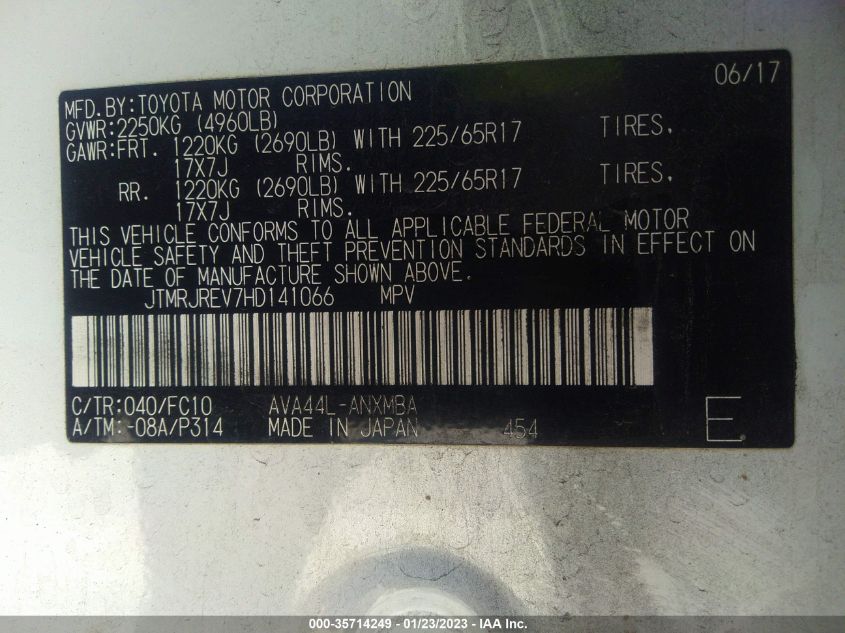 06/17
MFD.BY:TOYOTA MOTOR CORPORATION
GVWR:2250KG (4960LB)
GAWR:FRT. 1220KG (2690LB) WITH 225/65R17 TIRES.
17X7J RIMS.
RR. 1220KG (2690LB) WITH 225/65R17 TIRES.
17X7J RIMS.
THIS VEHICLE CONFORMS TO ALL APPLICABLE FEDERAL MOTOR
VEHICLE SAFETY AND THEFT PREVENTION STANDARDS IN EFFECT ON
THE DATE OF MANUFACTURE SHOWN ABOVE.
JTMRJREV7HD141066 MPV
C/TR:040/FC10 AVA44L-ANXMBA
A/TM:-08A/P314 MADE IN JAPAN 454 E
000-35714249 - 01/23/2023 - IAA Inc.